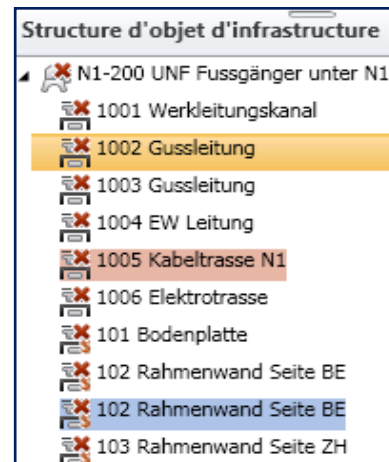 Structure d'objet d'infrastructure
N1-200 UNF Fussgänger unter N1
1001 Werkleitungskanal
1002 Gussleitung
1003 Gussleitung
1004 EW Leitung
1005 Kabeltrasse N1
1006 Elektrotrasse
101 Bodenplatte
102 Rahmenwand Seite BE
102 Rahmenwand Seite BE
103 Rahmenwand Seite ZH